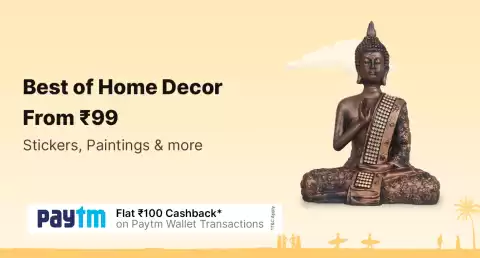 Best of Home Decor
From ₹99
Stickers, Paintings & more
paytm
Flat ₹100 Cashback*
on Paytm Wallet Transactions
*T&C Apply